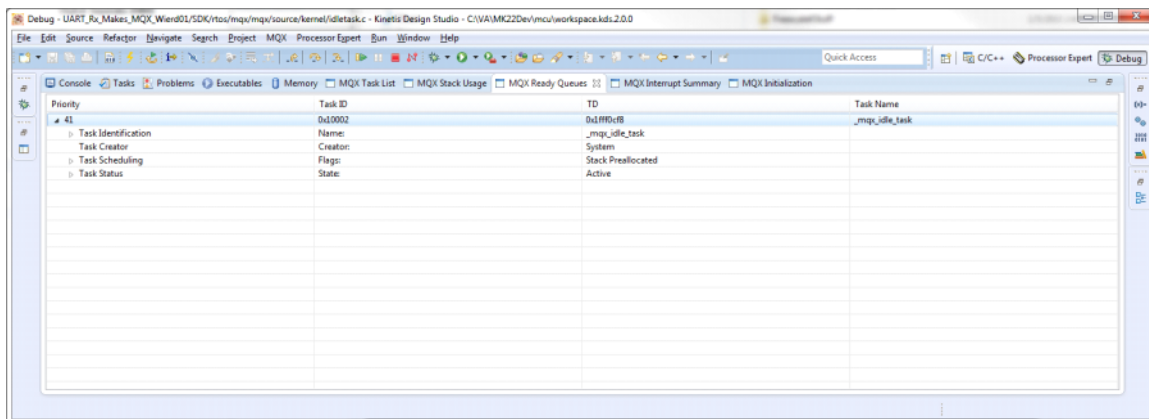 Debug - UART_Rx_Makes_MQX_Wierd01/SDK/rtos/mqx/mqx/source/kernel/idletask.c - Kinetis Design Studio - C:\VA\MK22Dev\mcu\workspace.kds.2.0.0
File Edit Source Refactor Navigate Search Project MQX Processor Expert Run Window Help
Quick Access C/C++ Processor Expert Debug
Console Tasks Problems Executables Memory MQX Task List MQX Stack Usage MQX Ready Queues MQX Interrupt Summary MQX Initialization
Priority Task ID TD Task Name
41 0x10002 0x1fff0cf8 _mqx_idle_task
Task Identification Name: _mqx_idle_task
Task Creator Creator: System
Task Scheduling Flags: Stack Preallocated
Task Status State: Active